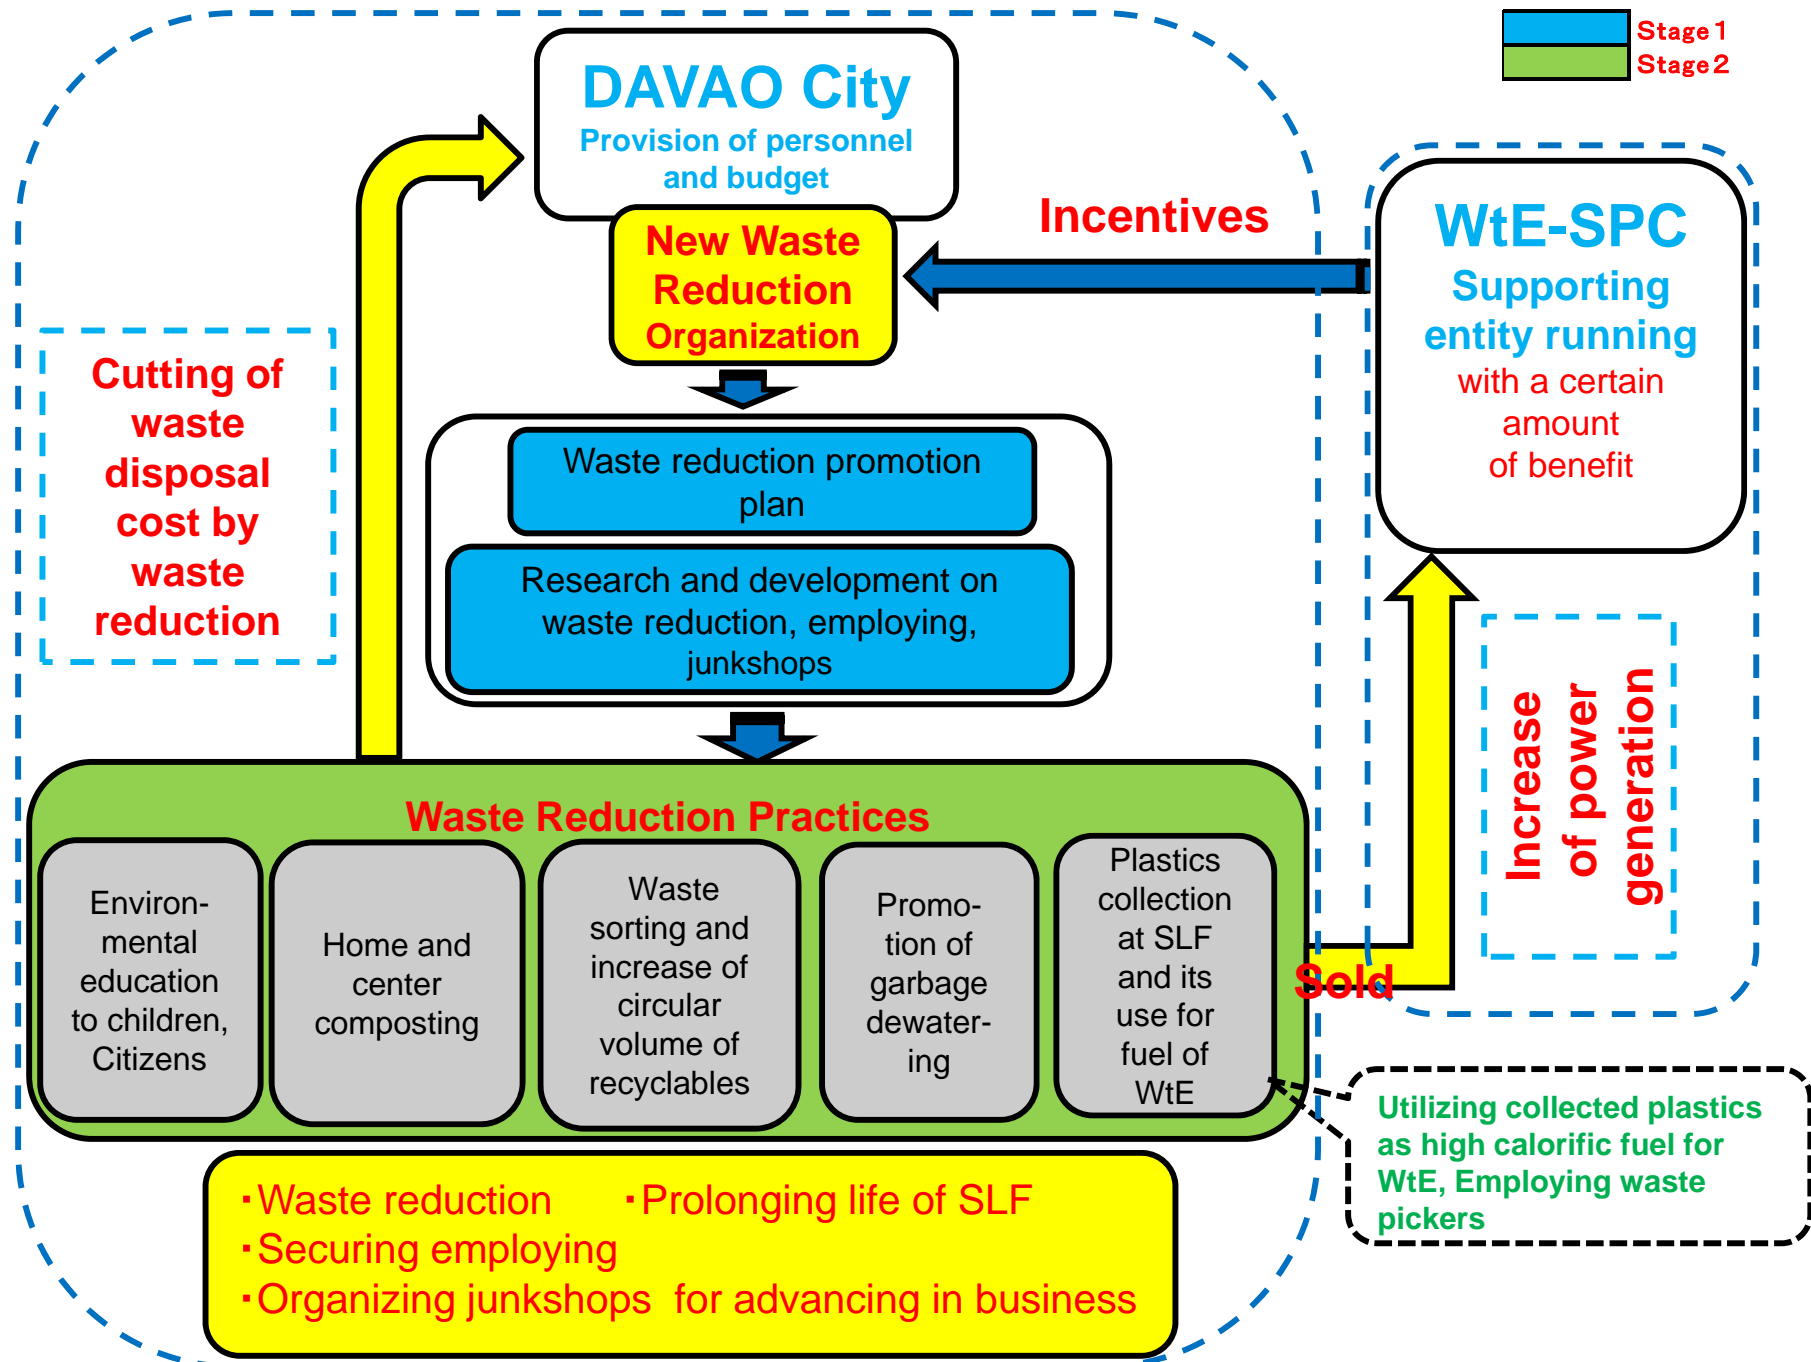 Stage1
Stage2
DAVAO City
Provision of personnel
and budget
New Waste
Reduction
Organization
Incentives
WtE-SPC
Supporting
entity running
with a certain
amount
of benefit
Cutting of
waste
disposal
cost by
waste
reduction
Waste reduction promotion
plan
Research and development on
waste reduction, employing,
junkshops
Increase
of power
generation
Waste Reduction Practices
Environ-
mental
education
to children,
Citizens
Home and
center
composting
Waste
sorting and
increase of
circular
volume of
recyclables
Promo-
tion of
garbage
dewater-
ing
Plastics
collection
at SLF
and its
use for
fuel of
WtE
Sold
Utilizing collected plastics
as high calorific fuel for
WtE, Employing waste
pickers
・Waste reduction ・Prolonging life of SLF
・Securing employing
・Organizing junkshops for advancing in business